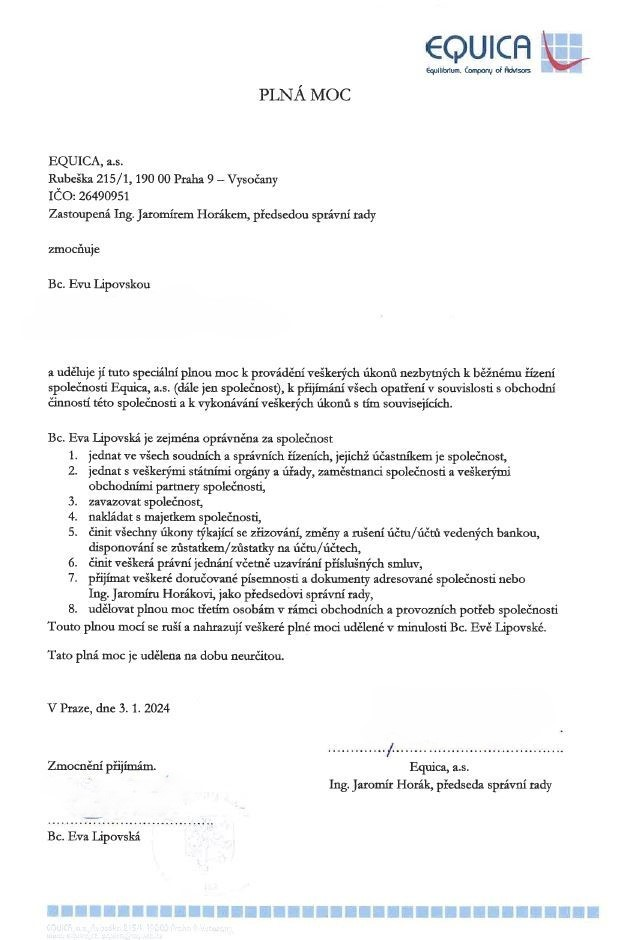 EQUICA
Equilibrium, Company of Advisors
PLNÁ MOC
EQUICA, a.s.
Rubeška 215/1, 190 00 Praha 9 – Vysočany
IČO: 26490951
Zastoupená Ing. Jaromírem Horákem, předsedou správní rady
zmocňuje
Bc. Evu Lipovskou
a uděluje jí tuto speciální plnou moc k provádění veškerých úkonů nezbytných k běžnému řízení
společnosti Equica, a.s. (dále jen společnost), k přijímání všech opatření v souvislosti s obchodní
činností této společnosti a k vykonávání veškerých úkonů s tím souvisejících.
Bc. Eva Lipovská je zejména oprávněna za společnost
1. jednat ve všech soudních a správních řízeních, jejichž účastníkem je společnost,
2. jednat s veškerými státními orgány a úřady, zaměstnanci společnosti a veškerými
obchodními partnery společnosti,
3. zavazovat společnost,
4. nakládat s majetkem společnosti,
5. činit všechny úkony týkající se zřizování, změny a rušení účtu/účtů vedených bankou,
disponování se zůstatkem/zůstatky na účtu/účtech,
6. činit veškerá právní jednání včetně uzavírání příslušných smluv,
7. přijímat veškeré doručované písemnosti a dokumenty adresované společnosti nebo
Ing. Jaromíru Horákovi, jako předsedovi správní rady,
8. udělovat plnou moc třetím osobám v rámci obchodních a provozních potřeb společnosti
Touto plnou mocí se ruší a nahrazují veškeré plné moci udělené v minulosti Bc. Evě Lipovské.
Tato plná moc je udělena na dobu neurčitou.
V Praze, dne 3. 1. 2024
Zmocnění přijímám.
Equica, a.s.
Ing. Jaromír Horák, předseda správní rady
Bc. Eva Lipovská